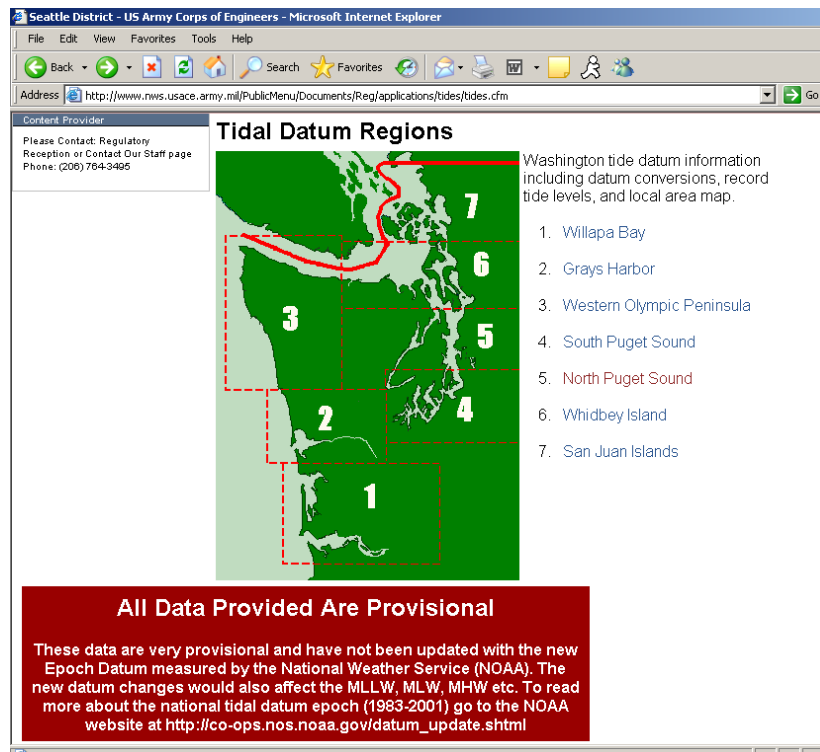 Seattle District - US Army Corps of Engineers - Microsoft Internet Explorer
File Edit View Favorites Tools Help
Back Search Favorites
Address http://www.nws.usace.army.mil/PublicMenu/Documents/Reg/applications/tides/tides.cfm Go
Content Provider
Please Contact: Regulatory
Reception or Contact Our Staff page
Phone: (206) 764-3495
Tidal Datum Regions
Washington tide datum information
including datum conversions, record
tide levels, and local area map.
1. Willapa Bay
2. Grays Harbor
3. Western Olympic Peninsula
4. South Puget Sound
5. North Puget Sound
6. Whidbey Island
7. San Juan Islands
7
6
3
5
4
2
1
All Data Provided Are Provisional
These data are very provisional and have not been updated with the new
Epoch Datum measured by the National Weather Service (NOAA). The
new datum changes would also affect the MLLW, MLW, MHW etc. To read
more about the national tidal datum epoch (1983-2001) go to the NOAA
website at http://co-ops.nos.noaa.gov/datum_update.shtml